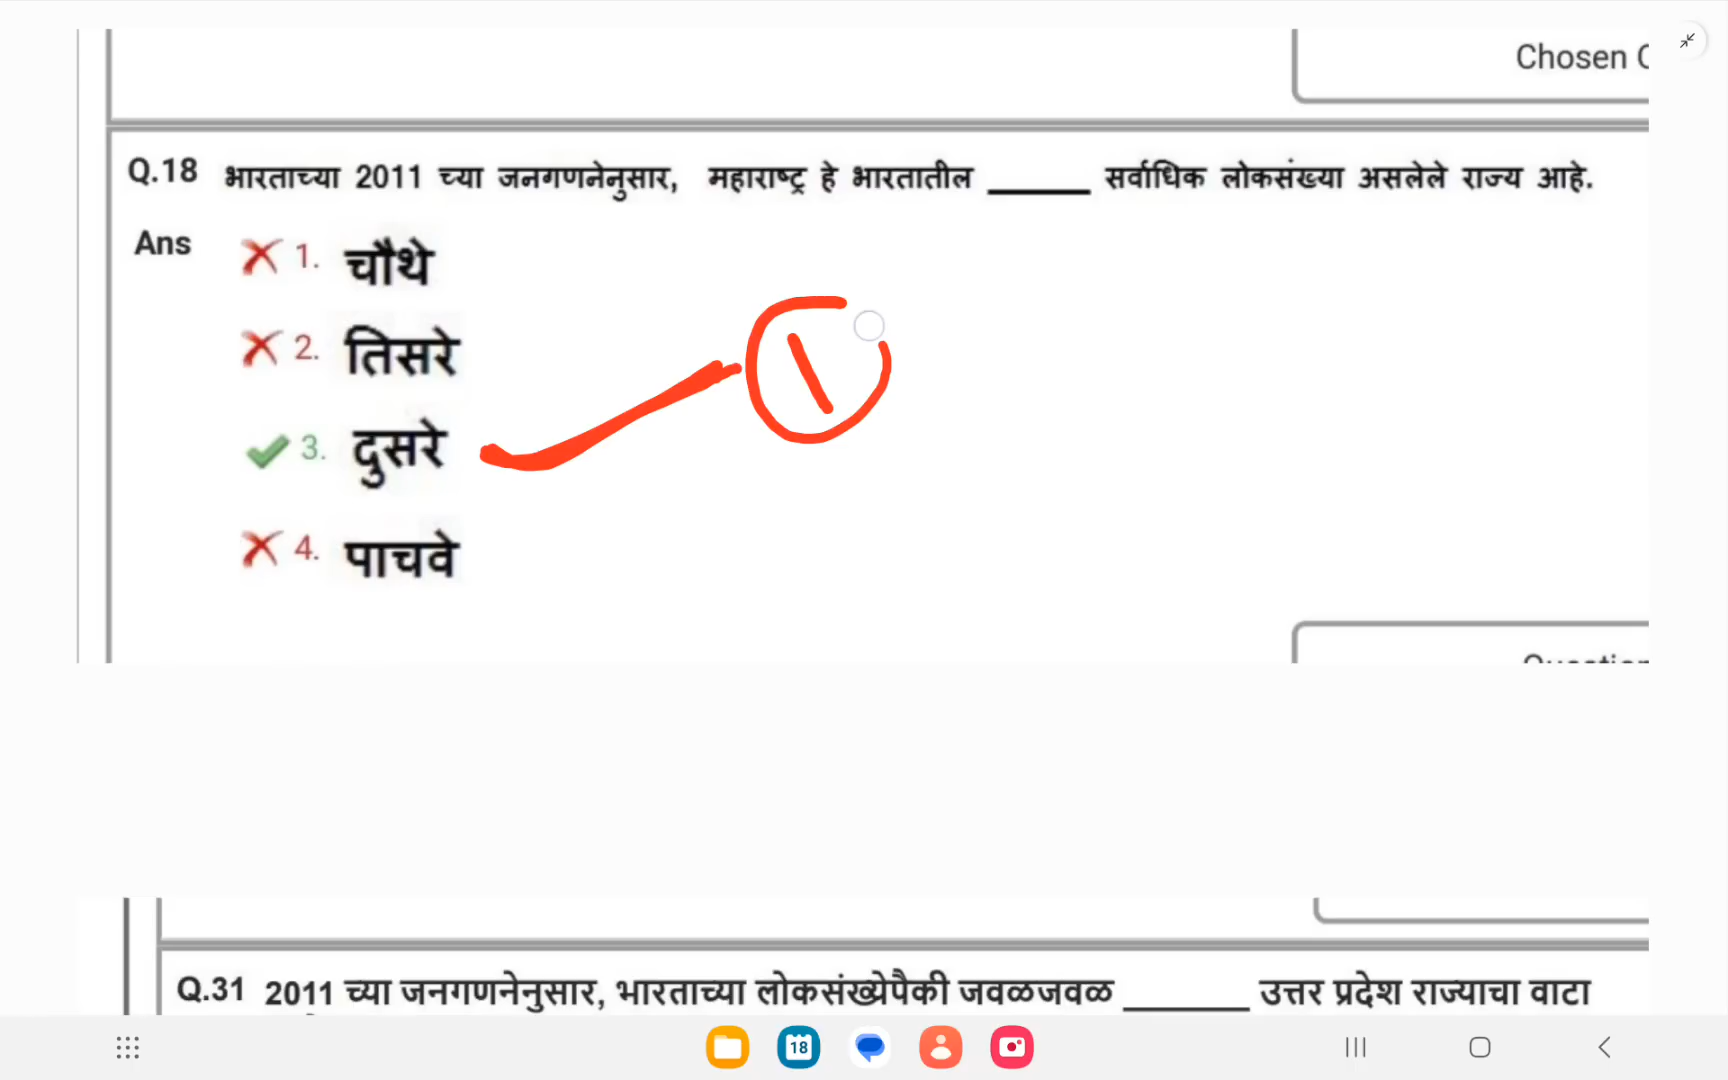 Chosen
Q.18 भारताच्या 2011 च्या जनगणनेनुसार, महाराष्ट्र हे भारतातील ______ सर्वाधिक लोकसंख्या असलेले राज्य आहे.
Ans
1. चौथे
2. तिसरे
3. दुसरे
4. पाचवे
Q.31 2011 च्या जनगणनेनुसार, भारताच्या लोकसंख्येपैकी जवळजवळ ______ उत्तर प्रदेश राज्याचा वाटा
18